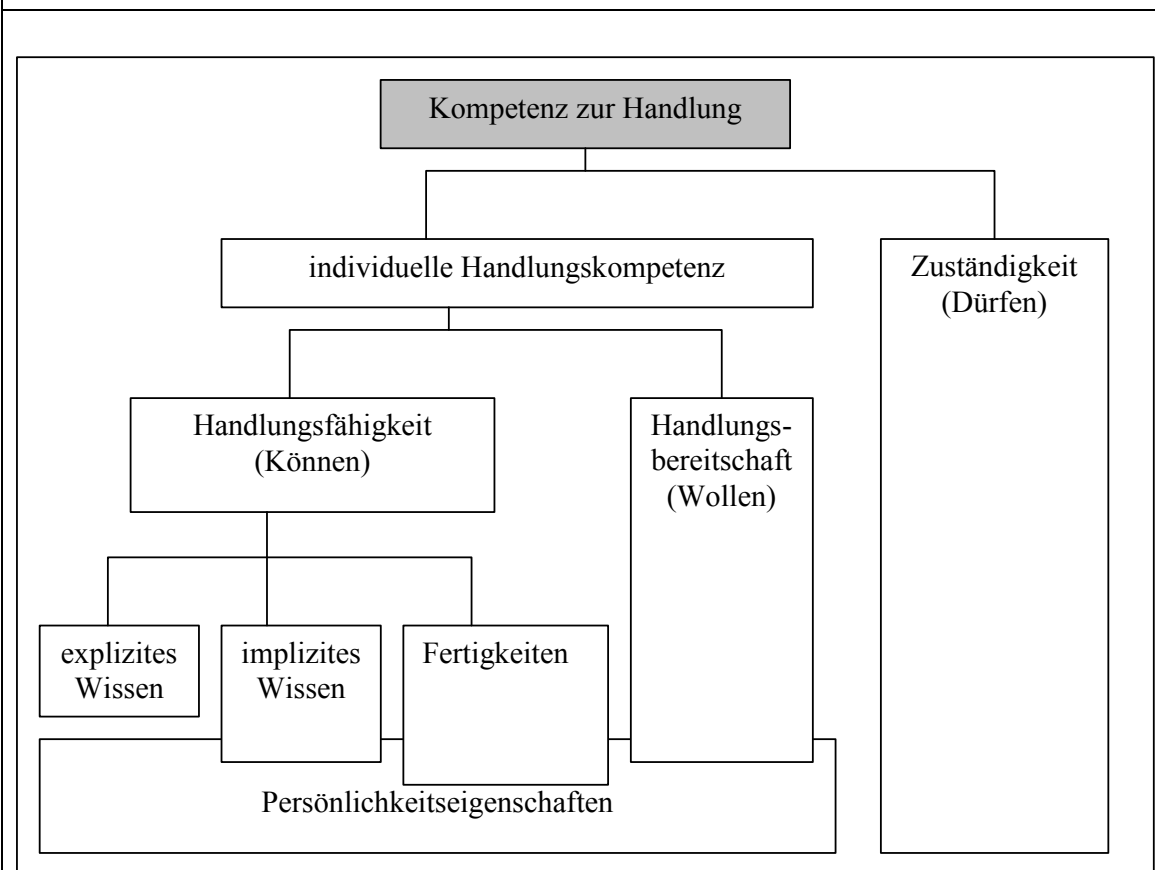 Kompetenz zur Handlung
individuelle Handlungskompetenz
Zuständigkeit
(Dürfen)
Handlungsfähigkeit
(Können)
Handlungs-
bereitschaft
(Wollen)
explizites
Wissen
implizites
Wissen
Fertigkeiten
Persönlichkeitseigenschaften